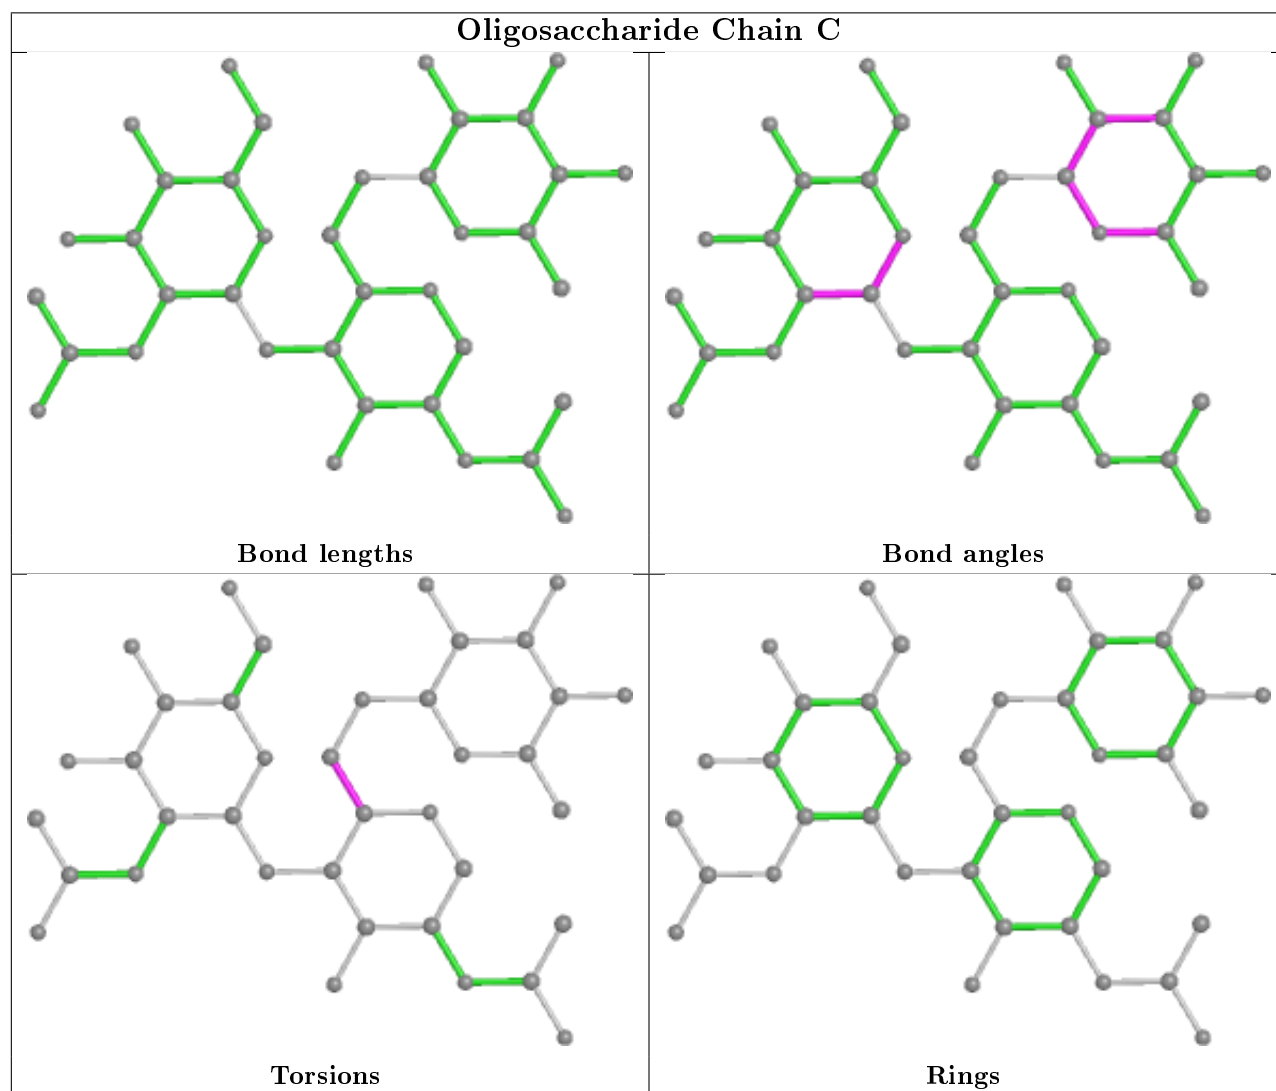 Oligosaccharide Chain C
Bond lengths
Bond angles
Torsions
Rings